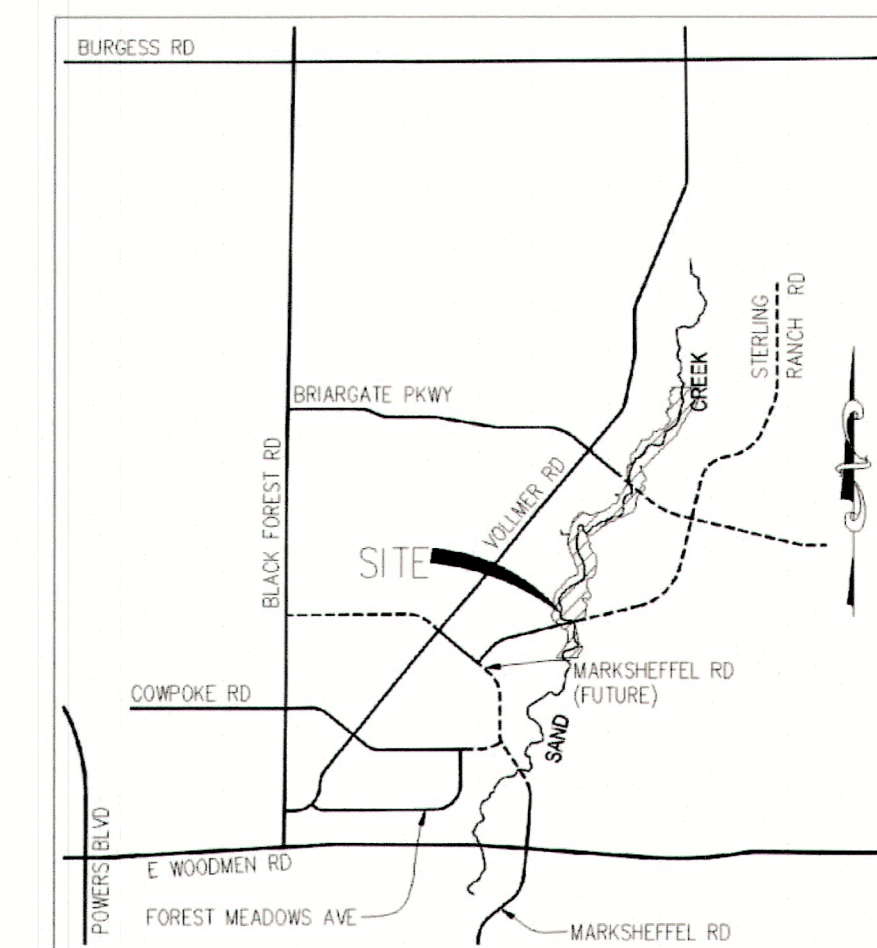 BURGESS RD
STERLING
RANCH RD
CREEK
BRIARGATE PKWY
BLACK FOREST RD
VOLLMER RD
SITE
MARKSHEFFEL RD
(FUTURE)
COWPOKE RD
SAND
POWERS BLVD
E WOODMEN RD
FOREST MEADOWS AVE
MARKSHEFFEL RD